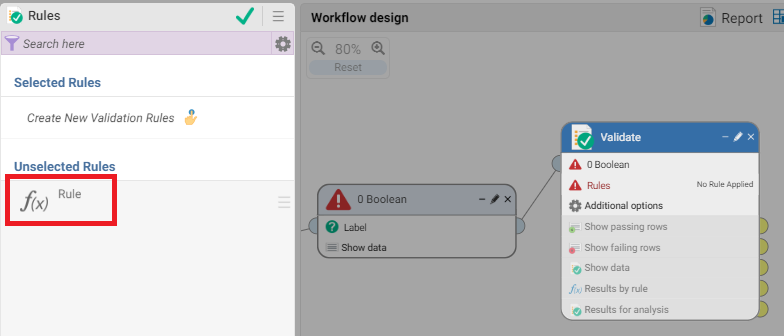 Rules
Search here
Selected Rules
Create New Validation Rules
Unselected Rules
f(x) Rule
Workflow design
Report
80%
Reset
0 Boolean
Label
Show data
Validate
0 Boolean
Rules No Rule Applied
Additional options
Show passing rows
Show failing rows
Show data
f(x) Results by rule
Results for analysis